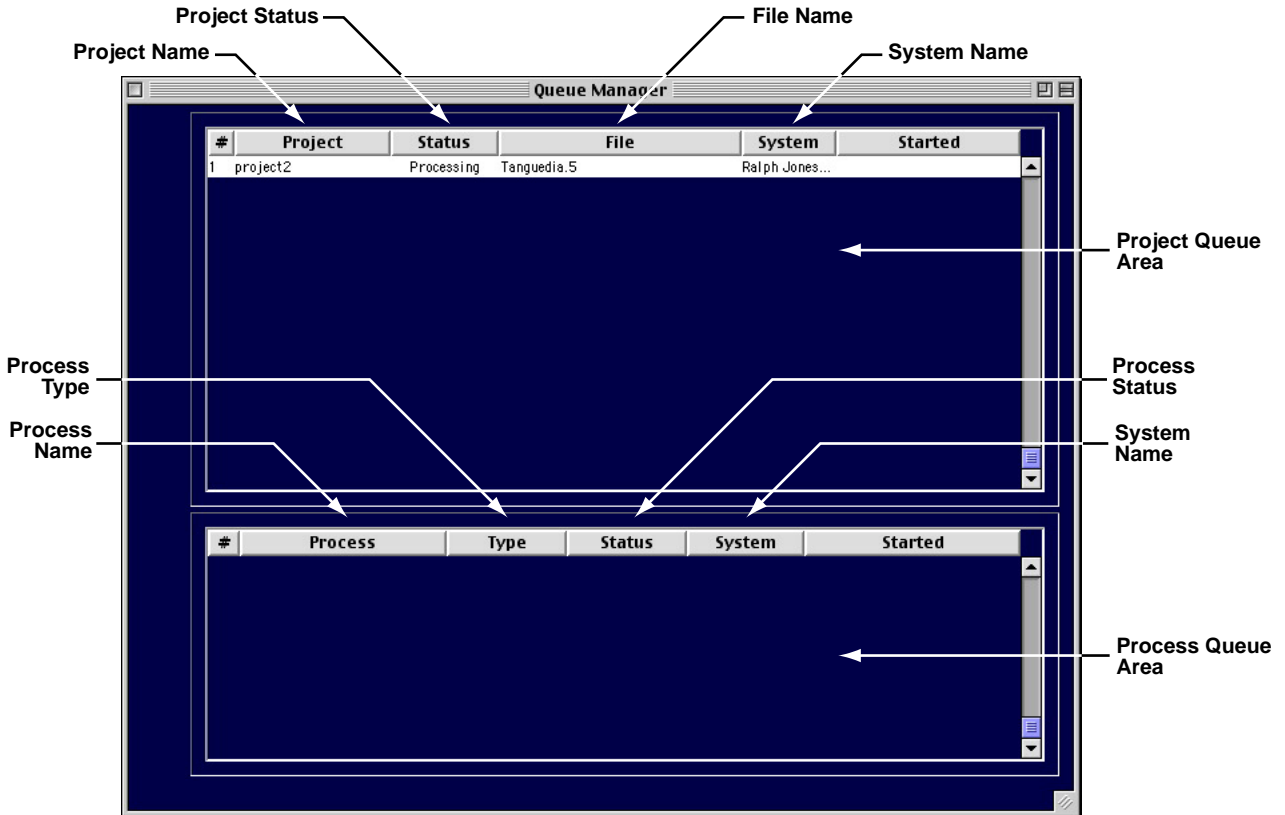 Project Status
File Name
Project Name
System Name
Queue Manager
# Project Status File System Started
1 project2 Processing Tanguedia.5 Ralph Jones...
Project Queue
Area
Process
Type
Process
Status
Process
Name
System
Name
# Process Type Status System Started
Process Queue
Area